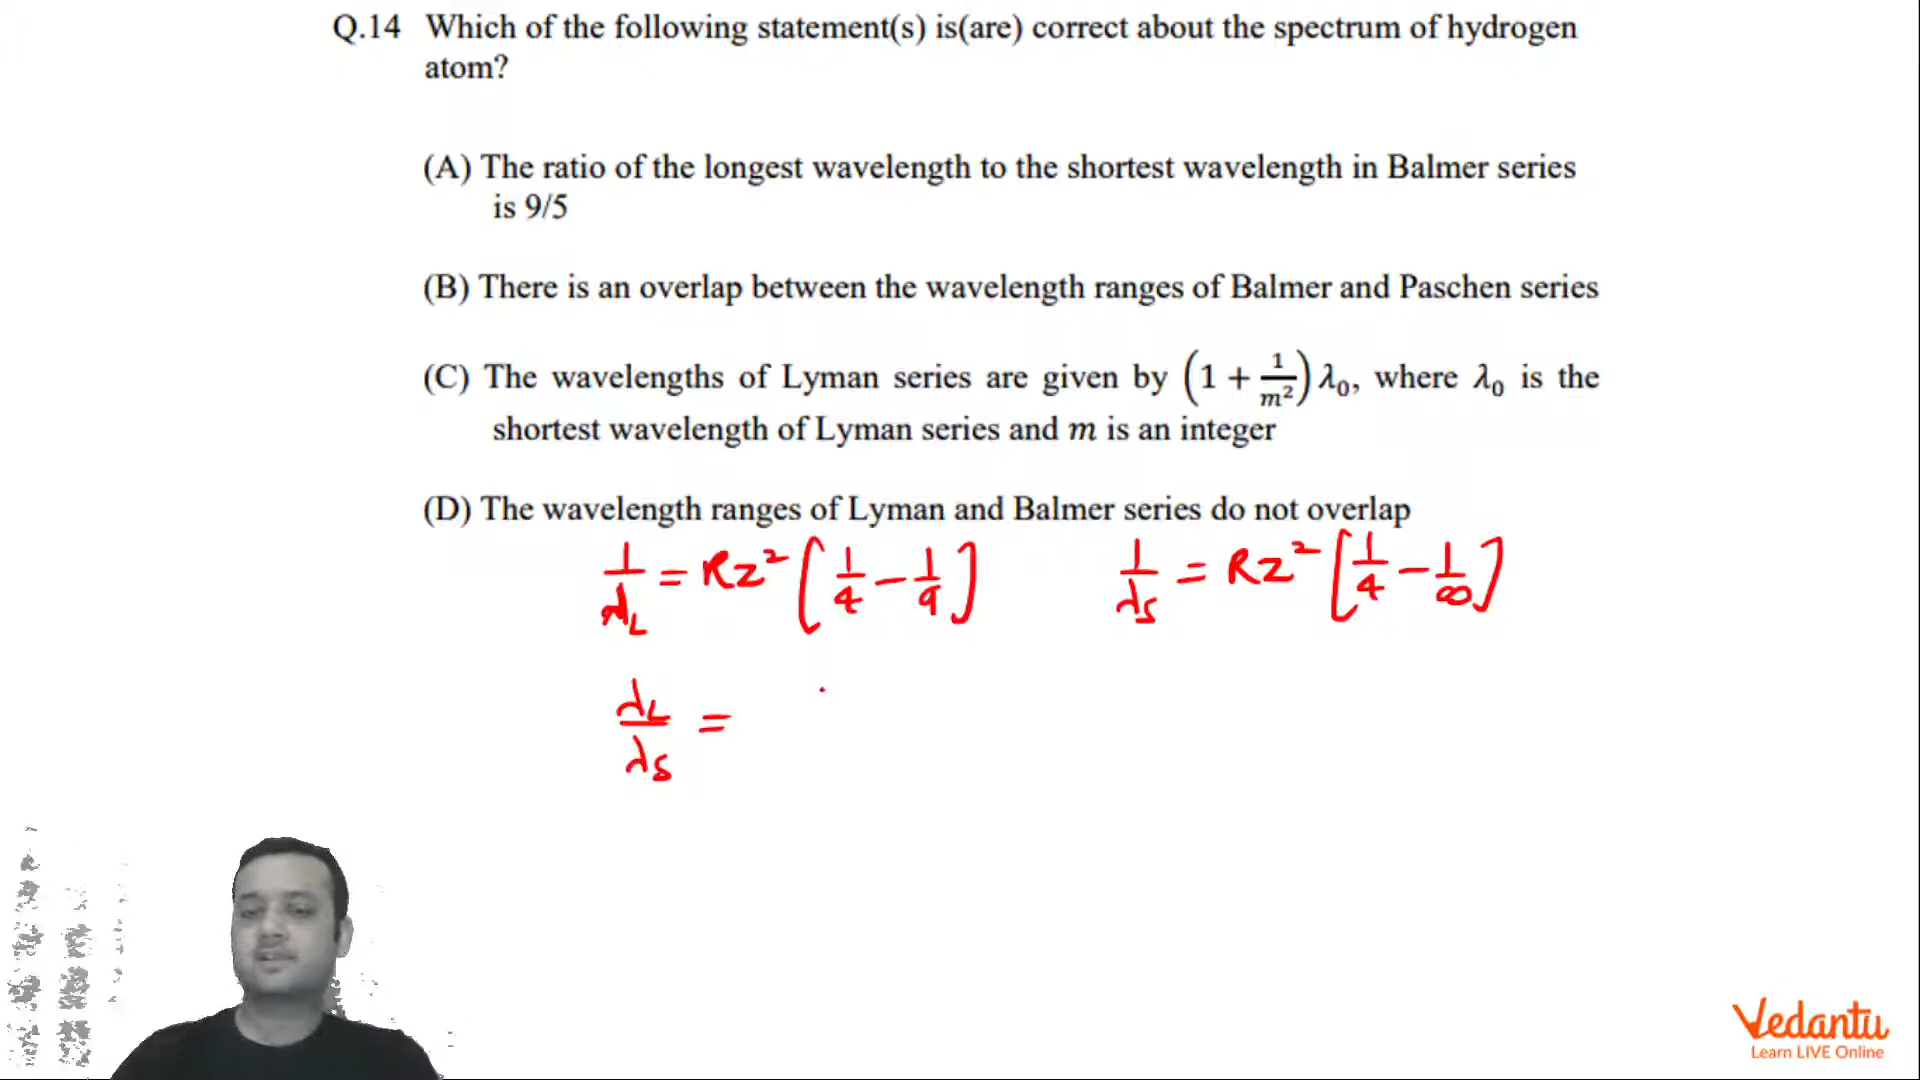 Q.14 Which of the following statement(s) is(are) correct about the spectrum of hydrogen
atom?
(A) The ratio of the longest wavelength to the shortest wavelength in Balmer series
is 9/5
(B) There is an overlap between the wavelength ranges of Balmer and Paschen series
(C) The wavelengths of Lyman series are given by (1 + 1/m²) λ₀, where λ₀ is the
shortest wavelength of Lyman series and m is an integer
(D) The wavelength ranges of Lyman and Balmer series do not overlap
1/λL = RZ² [1/4 − 1/9]
1/λS = RZ² [1/4 − 1/∞]
λL/λS =
Vedantu
Learn LIVE Online